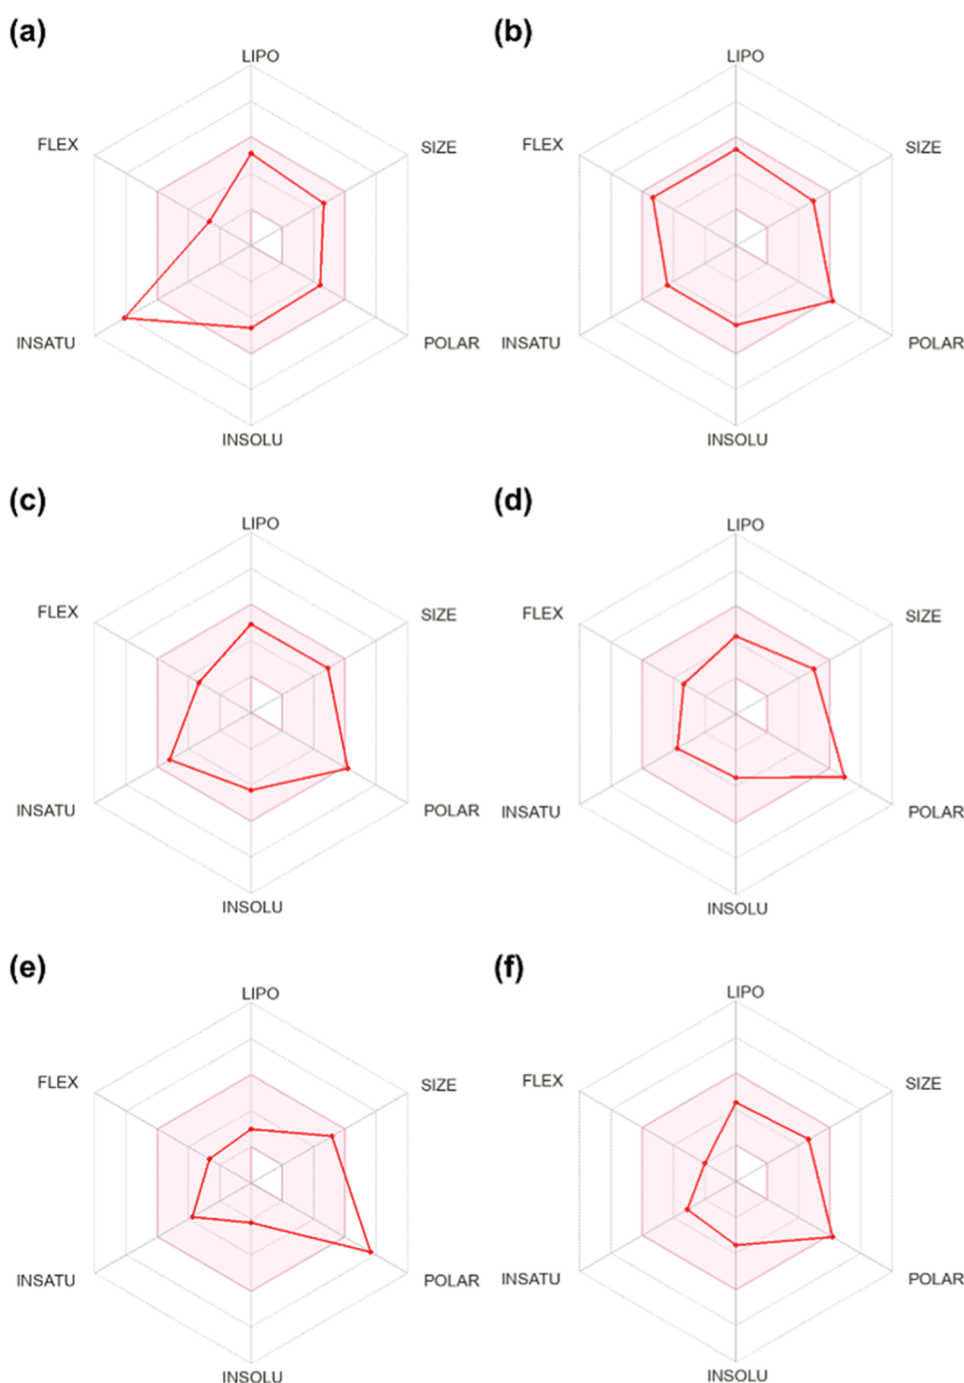 (a)
LIPO
FLEX
SIZE
INSATU
POLAR
INSOLU
(b)
LIPO
FLEX
SIZE
INSATU
POLAR
INSOLU
(c)
LIPO
FLEX
SIZE
INSATU
POLAR
INSOLU
(d)
LIPO
FLEX
SIZE
INSATU
POLAR
INSOLU
(e)
LIPO
FLEX
SIZE
INSATU
POLAR
INSOLU
(f)
LIPO
FLEX
SIZE
INSATU
POLAR
INSOLU